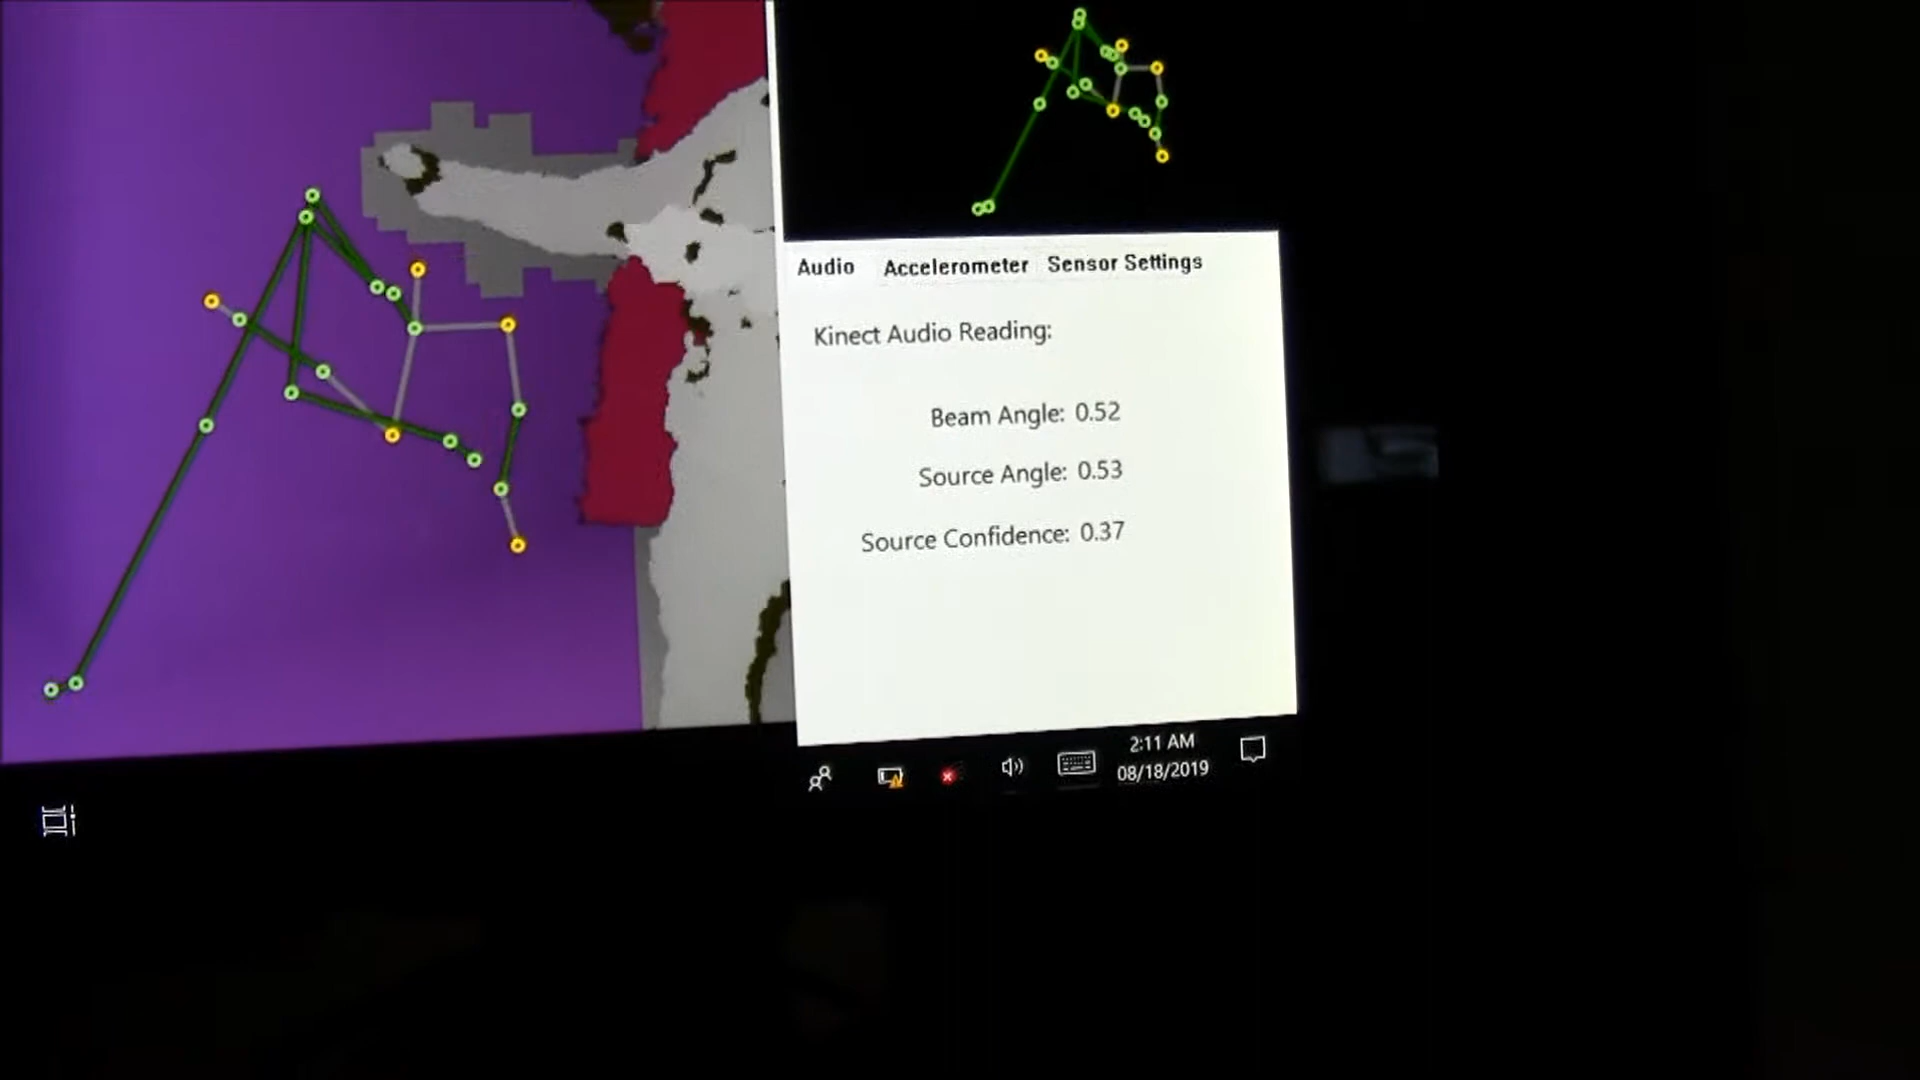 Audio Accelerometer Sensor Settings
Kinect Audio Reading:
Beam Angle: 0.52
Source Angle: 0.53
Source Confidence: 0.37
2:11 AM
08/18/2019